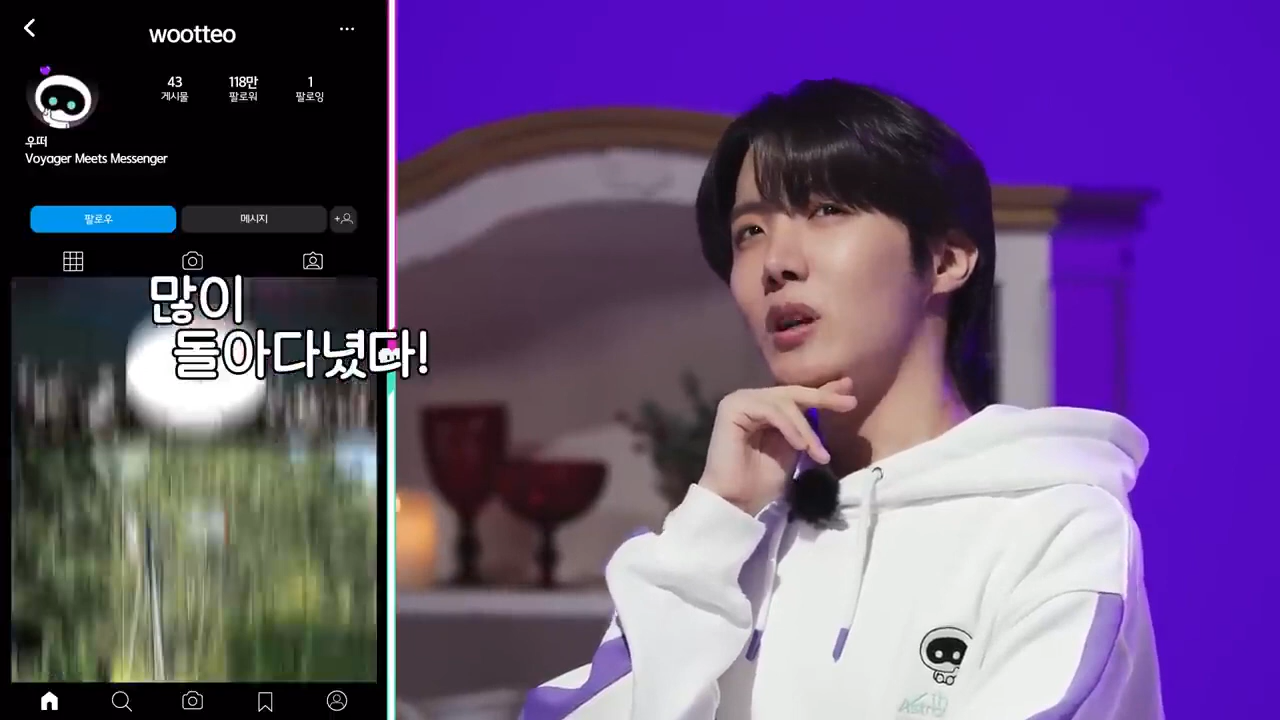 wootteo
43 118만 1
게시물 팔로워 팔로잉
우떠
Voyager Meets Messenger
팔로우 메시지
많이
돌아다녔다!